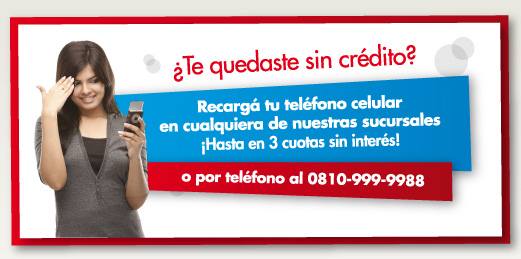 ¿Te quedaste sin crédito?
Recargá tu teléfono celular
en cualquiera de nuestras sucursales
¡Hasta en 3 cuotas sin interés!
o por teléfono al 0810-999-9988